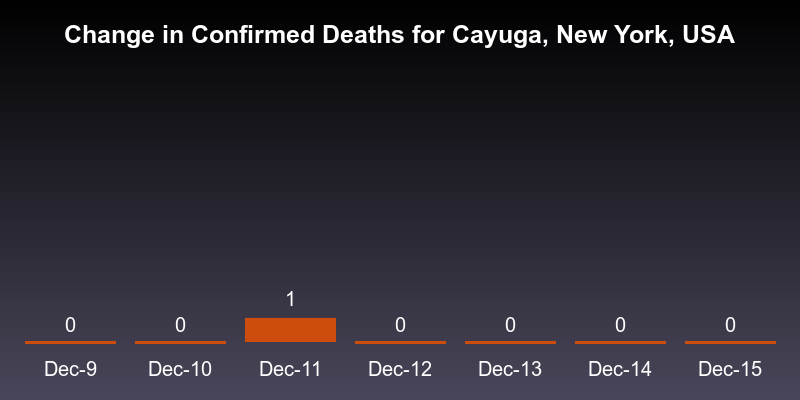 Change in Confirmed Deaths for Cayuga, New York, USA
1
0 0 0 0 0 0
Dec-9 Dec-10 Dec-11 Dec-12 Dec-13 Dec-14 Dec-15